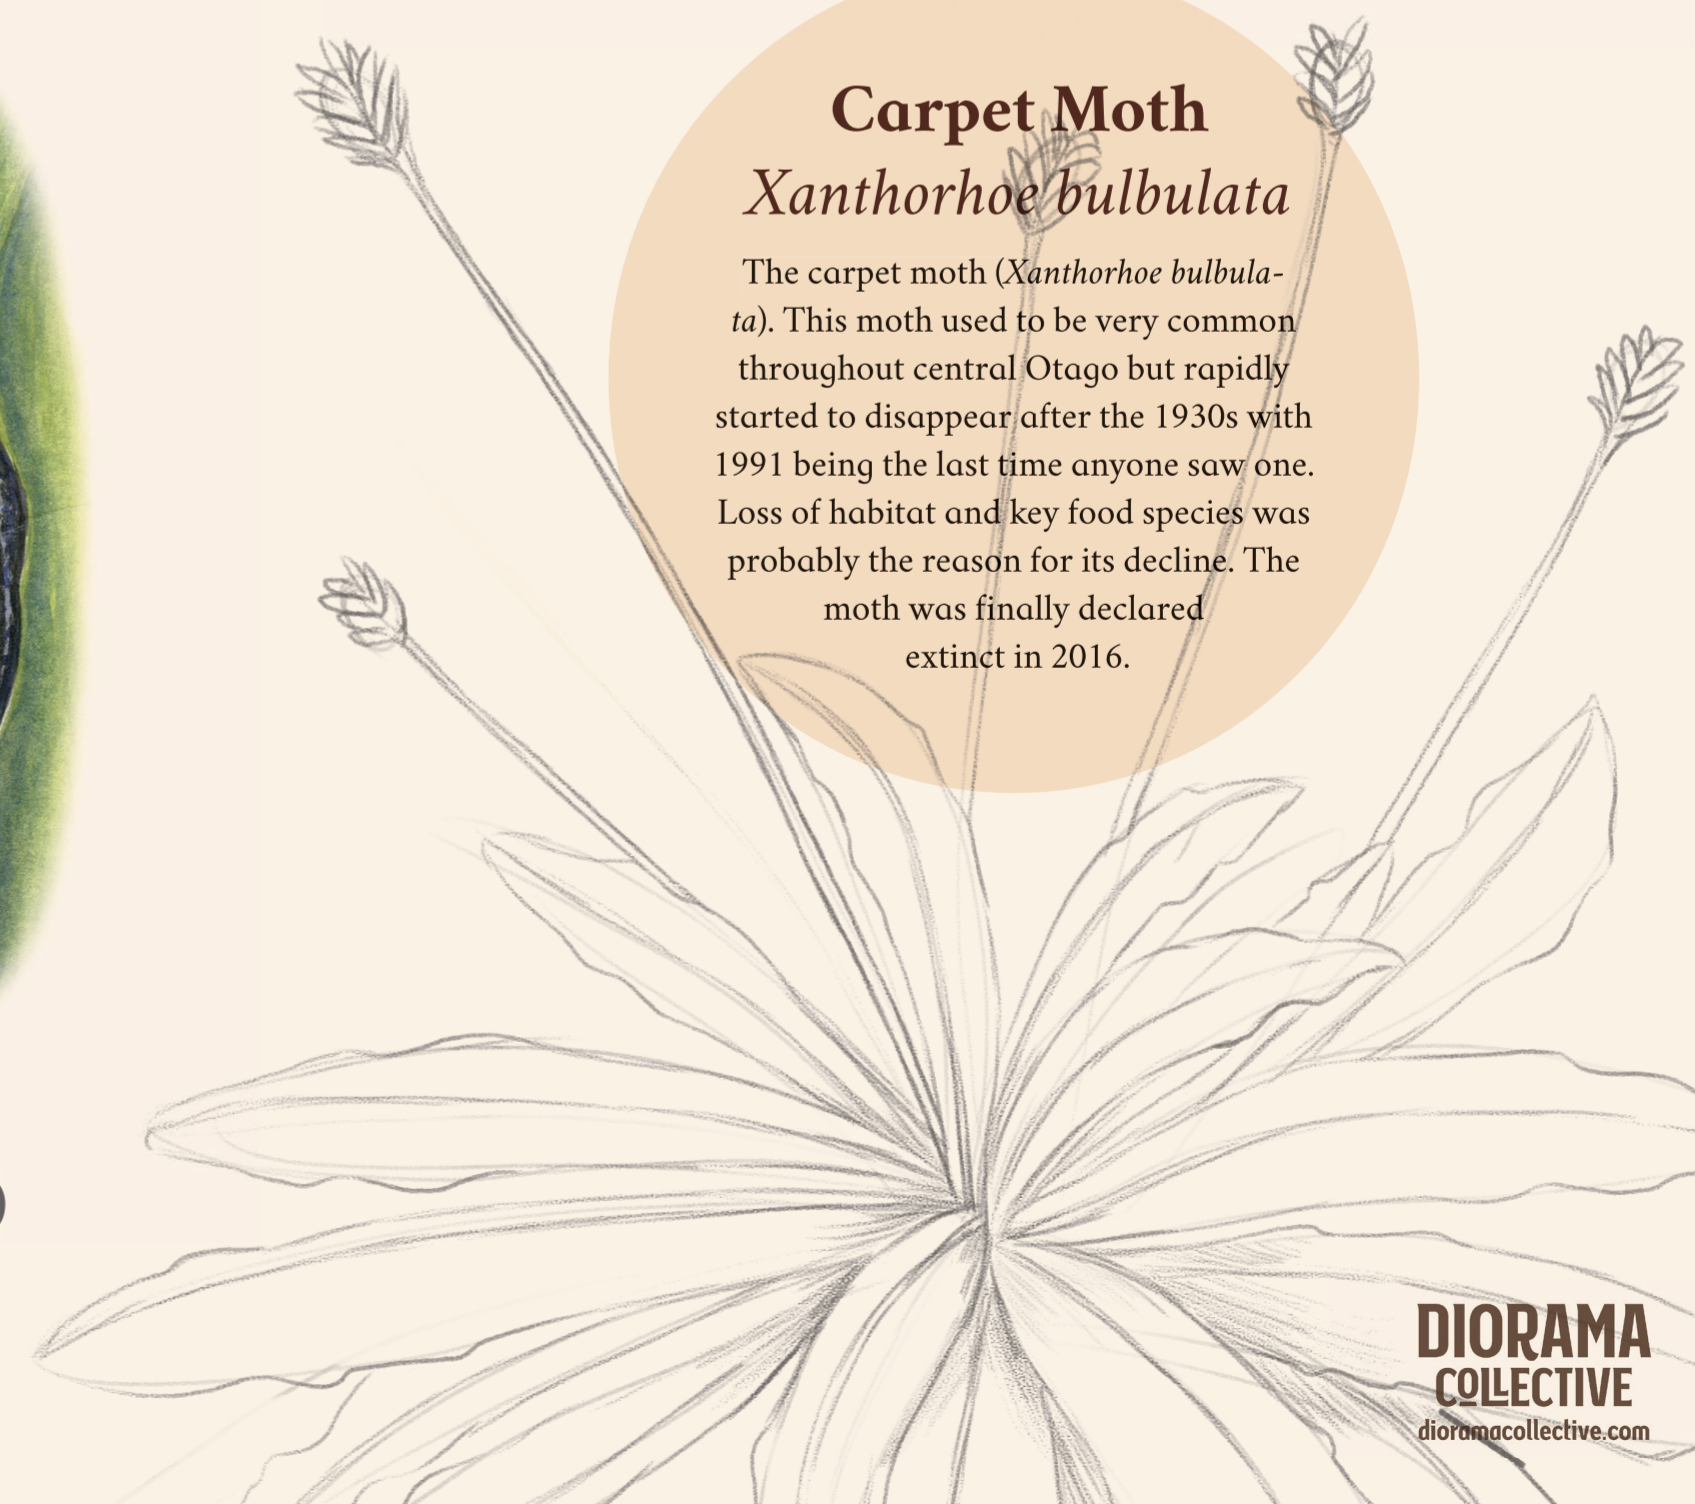 Carpet Moth
Xanthorhoe bulbulata
The carpet moth (Xanthorhoe bulbula-
ta). This moth used to be very common
throughout central Otago but rapidly
started to disappear after the 1930s with
1991 being the last time anyone saw one.
Loss of habitat and key food species was
probably the reason for its decline. The
moth was finally declared
extinct in 2016.
DIORAMA
COLLECTIVE
dioramacollective.com